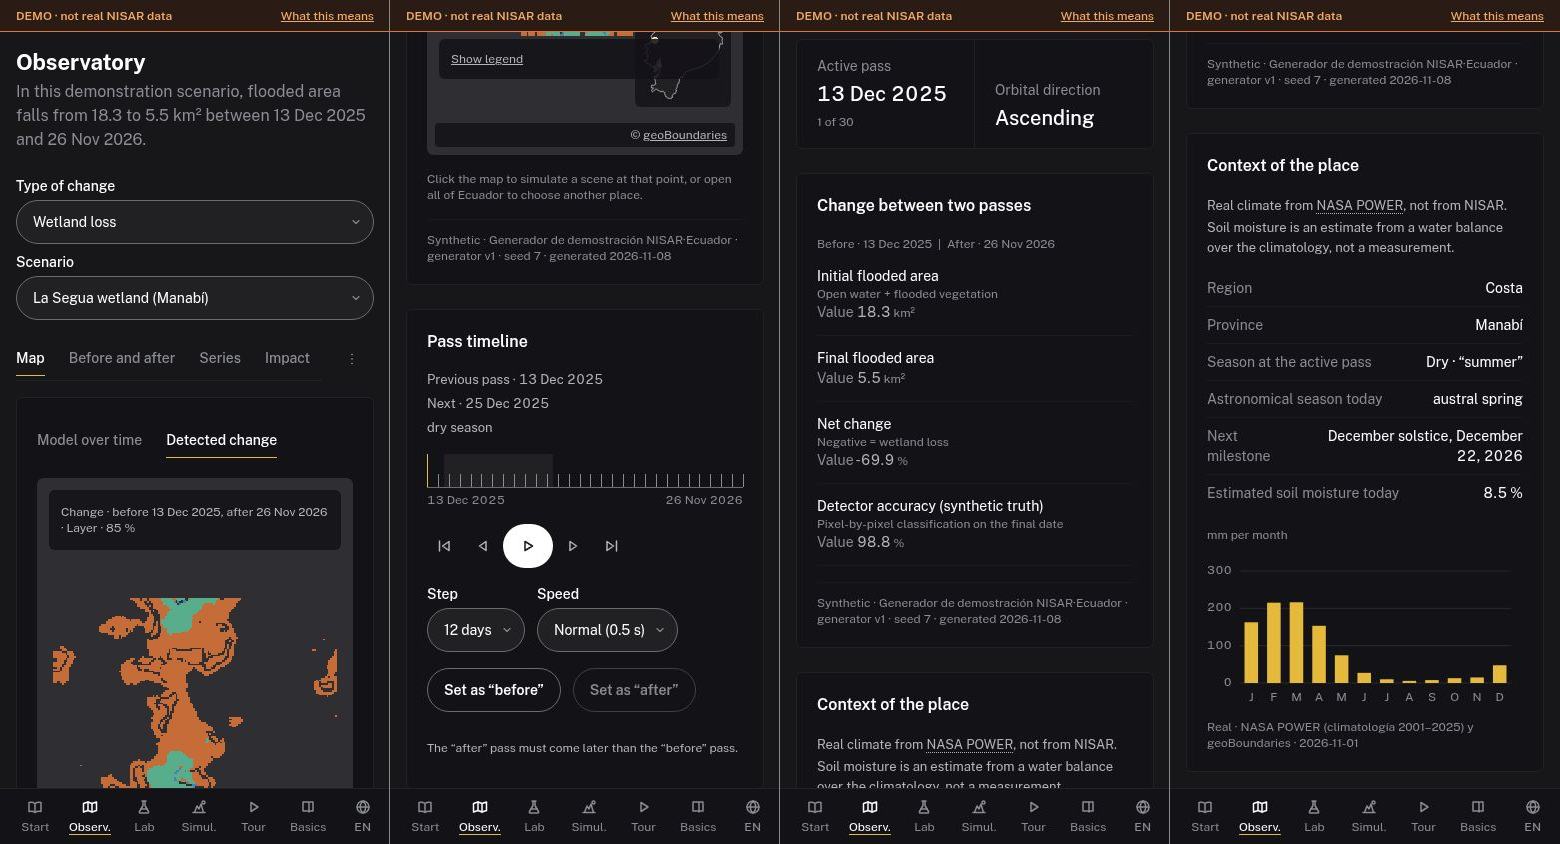 DEMO · not real NISAR data
What this means
Observatory
In this demonstration scenario, flooded area
falls from 18.3 to 5.5 km² between 13 Dec 2025
and 26 Nov 2026.
Type of change
Wetland loss
Scenario
La Segua wetland (Manabí)
Map
Before and after
Series
Impact
Model over time
Detected change
Change · before 13 Dec 2025, after 26 Nov 2026
· Layer · 85 %
Start
Observ.
Lab
Simul.
Tour
Basics
EN
DEMO · not real NISAR data
What this means
Show legend
© geoBoundaries
Click the map to simulate a scene at that point, or open
all of Ecuador to choose another place.
Synthetic · Generador de demostración NISAR·Ecuador ·
generator v1 · seed 7 · generated 2026-11-08
Pass timeline
Previous pass · 13 Dec 2025
Next · 25 Dec 2025
dry season
13 Dec 2025
26 Nov 2026
Step
Speed
12 days
Normal (0.5 s)
Set as “before”
Set as “after”
The “after” pass must come later than the “before” pass.
Start
Observ.
Lab
Simul.
Tour
Basics
EN
DEMO · not real NISAR data
What this means
Active pass
13 Dec 2025
1 of 30
Orbital direction
Ascending
Change between two passes
Before · 13 Dec 2025 | After · 26 Nov 2026
Initial flooded area
Open water + flooded vegetation
Value 18.3 km²
Final flooded area
Value 5.5 km²
Net change
Negative = wetland loss
Value -69.9 %
Detector accuracy (synthetic truth)
Pixel-by-pixel classification on the final date
Value 98.8 %
Synthetic · Generador de demostración NISAR·Ecuador ·
generator v1 · seed 7 · generated 2026-11-08
Context of the place
Real climate from NASA POWER, not from NISAR.
Soil moisture is an estimate from a water balance
over the climatology, not a measurement.
Start
Observ.
Lab
Simul.
Tour
Basics
EN
DEMO · not real NISAR data
What this means
Synthetic · Generador de demostración NISAR·Ecuador ·
generator v1 · seed 7 · generated 2026-11-08
Context of the place
Real climate from NASA POWER, not from NISAR.
Soil moisture is an estimate from a water balance
over the climatology, not a measurement.
Region
Costa
Province
Manabí
Season at the active pass
Dry · “summer”
Astronomical season today
austral spring
Next
milestone
December solstice, December
22, 2026
Estimated soil moisture today
8.5 %
mm per month
300
200
100
0
J F M A M J J A S O N D
Real · NASA POWER (climatología 2001–2025) y
geoBoundaries · 2026-11-01
Start
Observ.
Lab
Simul.
Tour
Basics
EN